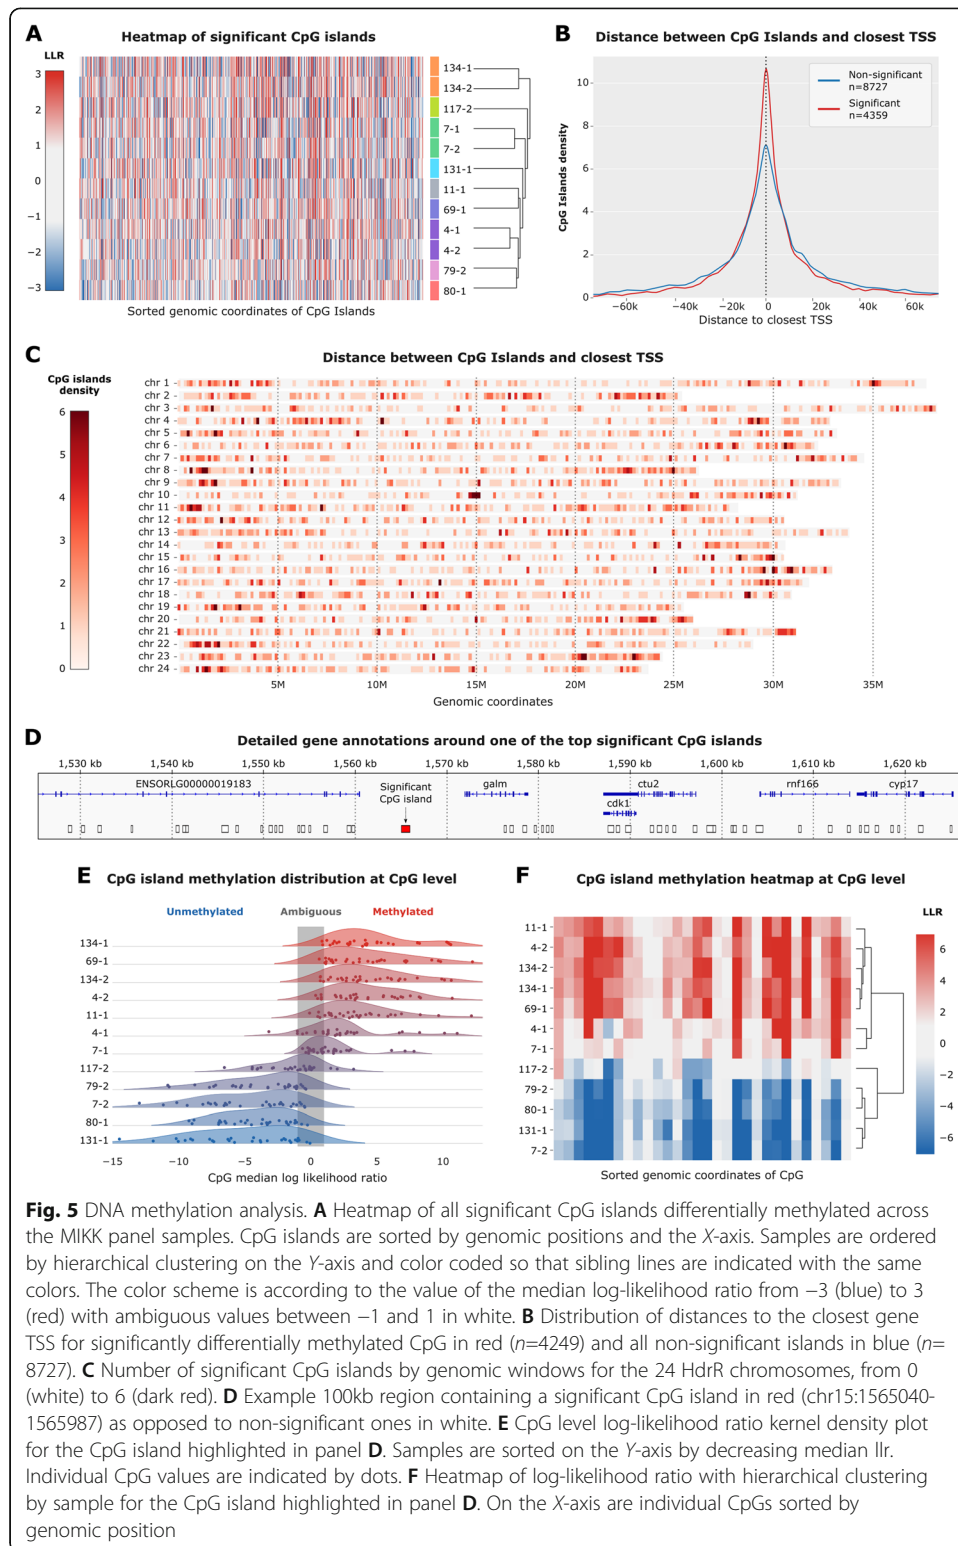 A
Heatmap of significant CpG islands
LLR
3
2
1
0
−1
−2
−3
134-1
134-2
117-2
7-1
7-2
131-1
11-1
69-1
4-1
4-2
79-2
80-1
Sorted genomic coordinates of CpG Islands
B
Distance between CpG Islands and closest TSS
CpG Islands density
10
8
6
4
2
0
Non-significant
n=8727
Significant
n=4359
−60k
−40k
−20k
0
20k
40k
60k
Distance to closest TSS
C
Distance between CpG Islands and closest TSS
CpG islands
density
6
5
4
3
2
1
0
chr 1
chr 2
chr 3
chr 4
chr 5
chr 6
chr 7
chr 8
chr 9
chr 10
chr 11
chr 12
chr 13
chr 14
chr 15
chr 16
chr 17
chr 18
chr 19
chr 20
chr 21
chr 22
chr 23
chr 24
5M
10M
15M
20M
25M
30M
35M
Genomic coordinates
D
Detailed gene annotations around one of the top significant CpG islands
1,530 kb
1,540 kb
1,550 kb
1,560 kb
1,570 kb
1,580 kb
1,590 kb
1,600 kb
1,610 kb
1,620 kb
ENSORLG00000019183
Significant
CpG island
galm
ctu2
cdk1
rnf166
cyp17
E
CpG island methylation distribution at CpG level
Unmethylated
Ambiguous
Methylated
134-1
69-1
134-2
4-2
11-1
4-1
7-1
117-2
79-2
7-2
80-1
131-1
−15
−10
−5
0
5
10
CpG median log likelihood ratio
F
CpG island methylation heatmap at CpG level
11-1
4-2
134-2
134-1
69-1
4-1
7-1
117-2
79-2
80-1
131-1
7-2
Sorted genomic coordinates of CpG
LLR
6
4
2
0
−2
−4
−6
Fig. 5 DNA methylation analysis. A Heatmap of all significant CpG islands differentially methylated across
the MIKK panel samples. CpG islands are sorted by genomic positions and the X-axis. Samples are ordered
by hierarchical clustering on the Y-axis and color coded so that sibling lines are indicated with the same
colors. The color scheme is according to the value of the median log-likelihood ratio from −3 (blue) to 3
(red) with ambiguous values between −1 and 1 in white. B Distribution of distances to the closest gene
TSS for significantly differentially methylated CpG in red (n=4249) and all non-significant islands in blue (n=
8727). C Number of significant CpG islands by genomic windows for the 24 HdrR chromosomes, from 0
(white) to 6 (dark red). D Example 100kb region containing a significant CpG island in red (chr15:1565040-
1565987) as opposed to non-significant ones in white. E CpG level log-likelihood ratio kernel density plot
for the CpG island highlighted in panel D. Samples are sorted on the Y-axis by decreasing median llr.
Individual CpG values are indicated by dots. F Heatmap of log-likelihood ratio with hierarchical clustering
by sample for the CpG island highlighted in panel D. On the X-axis are individual CpGs sorted by
genomic position